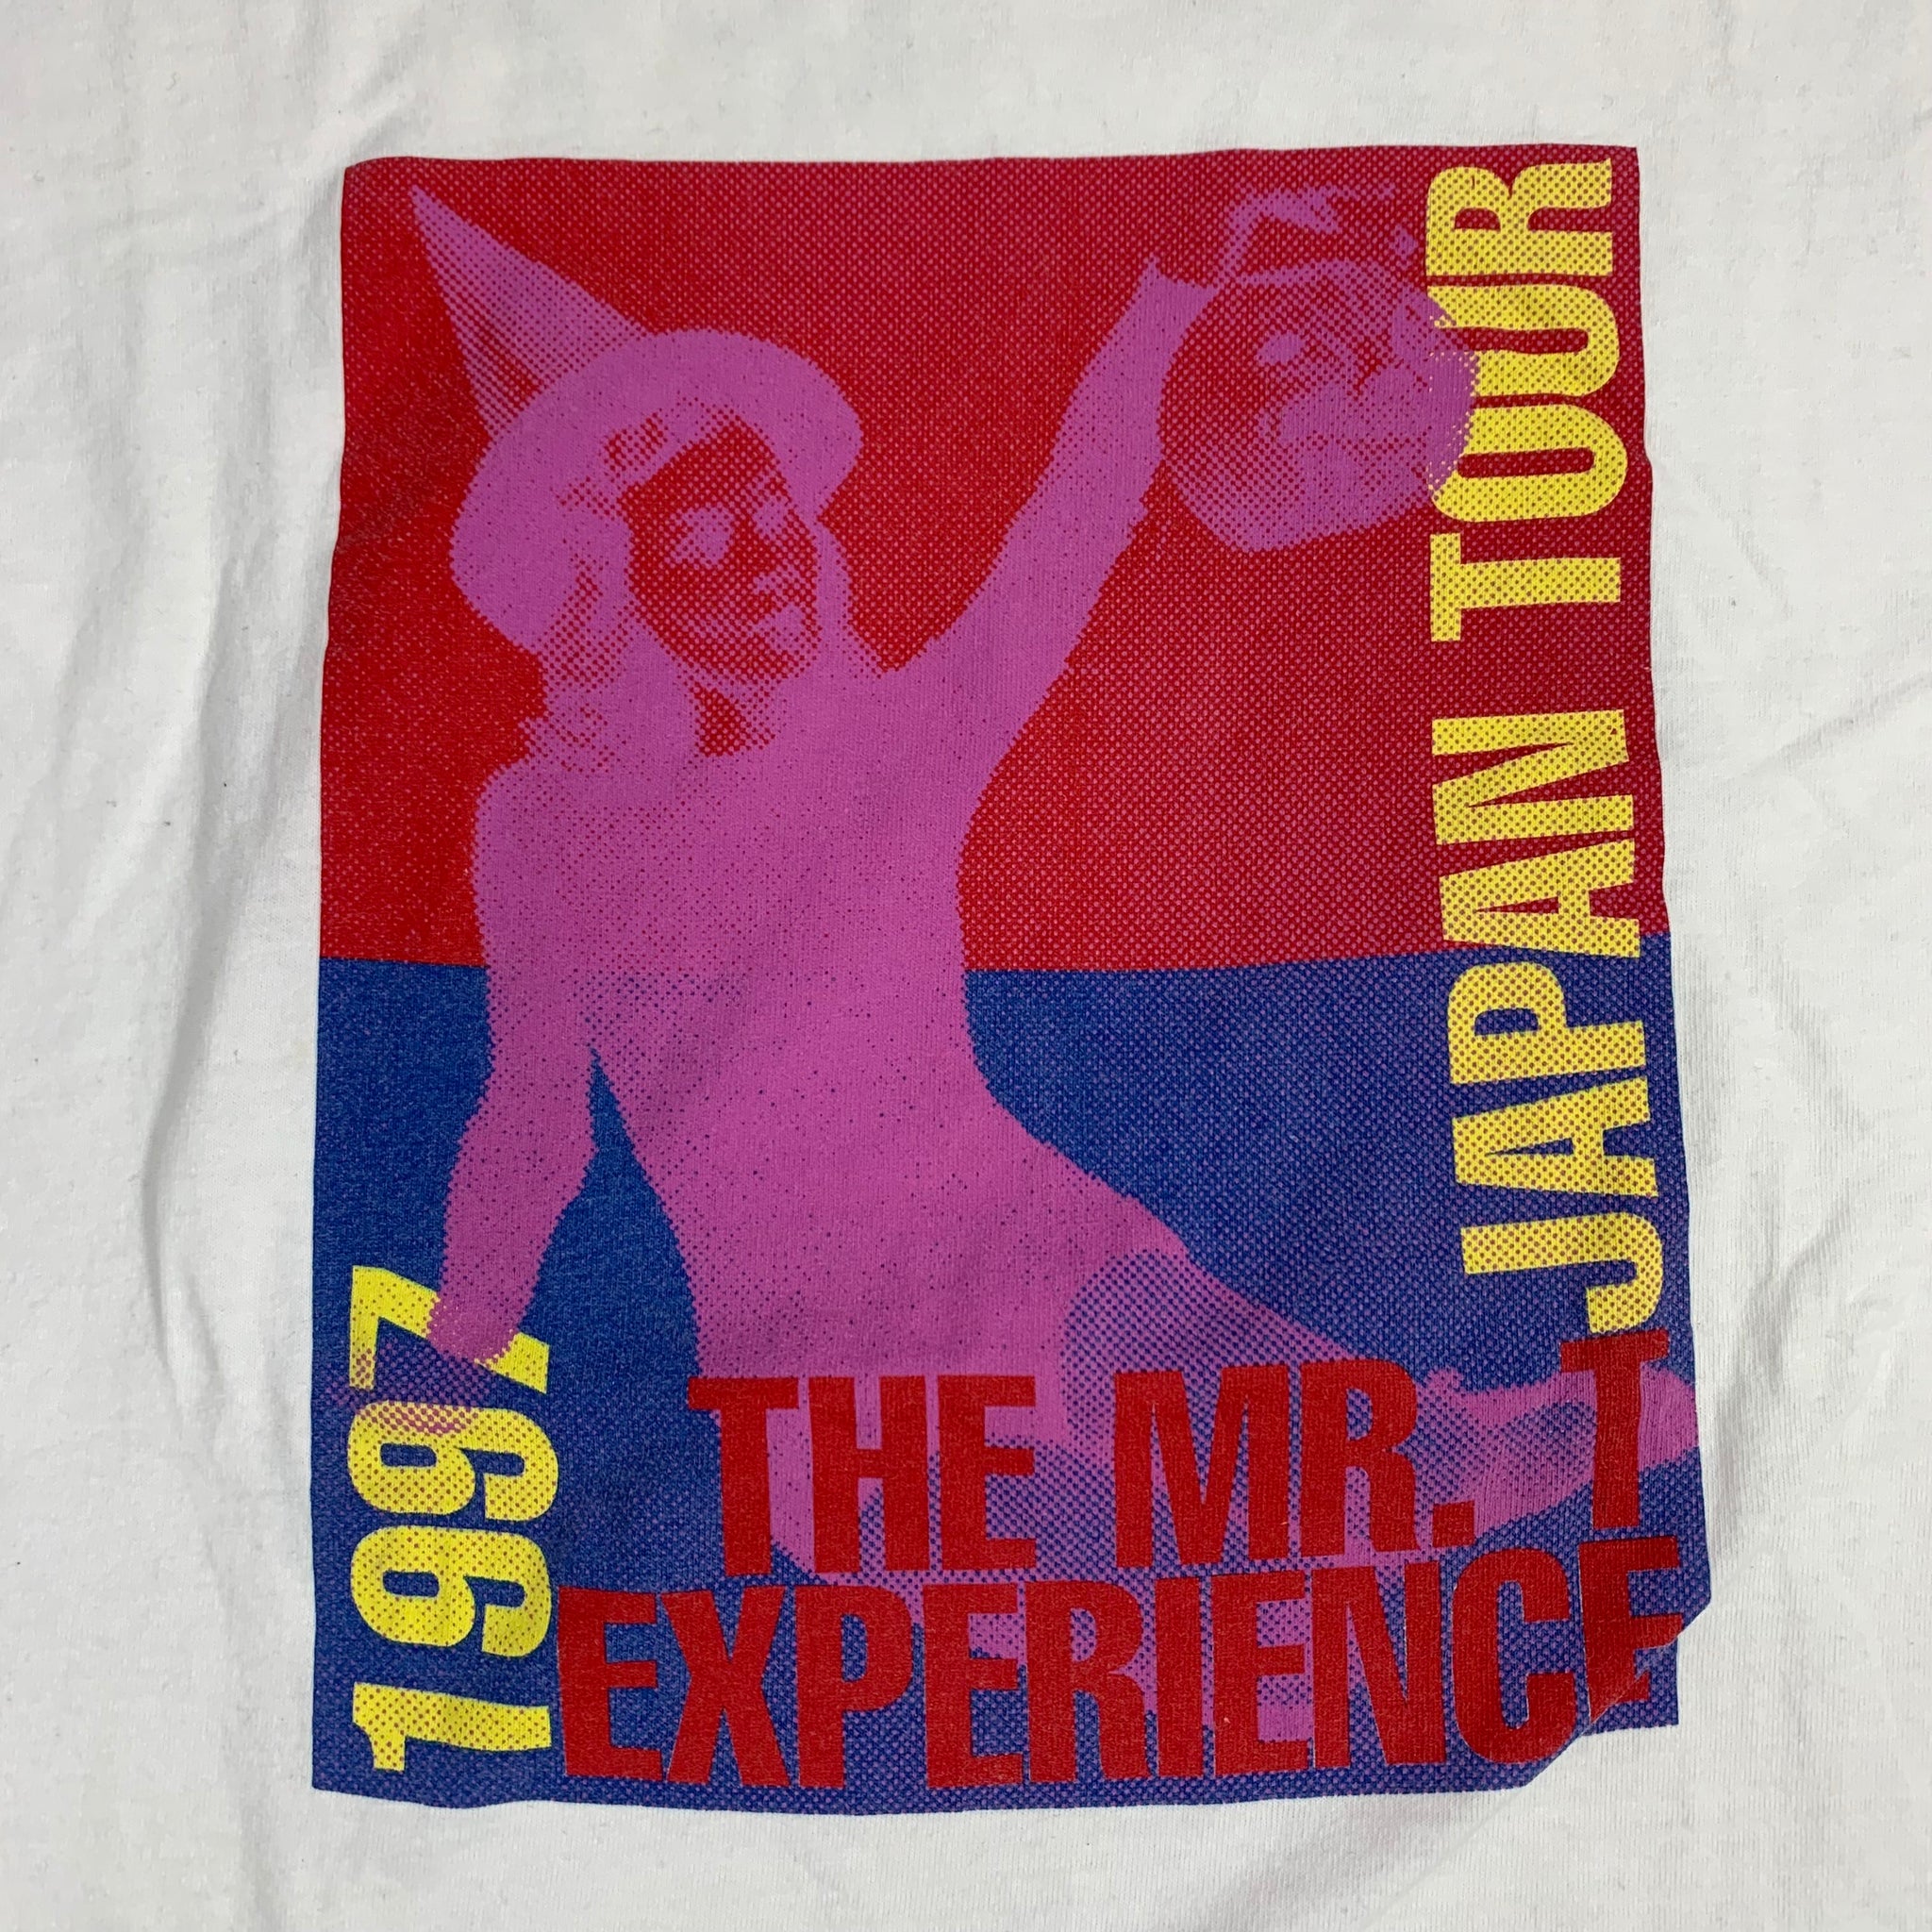 1997
JAPAN TOUR
THE MR. T
EXPERIENCE